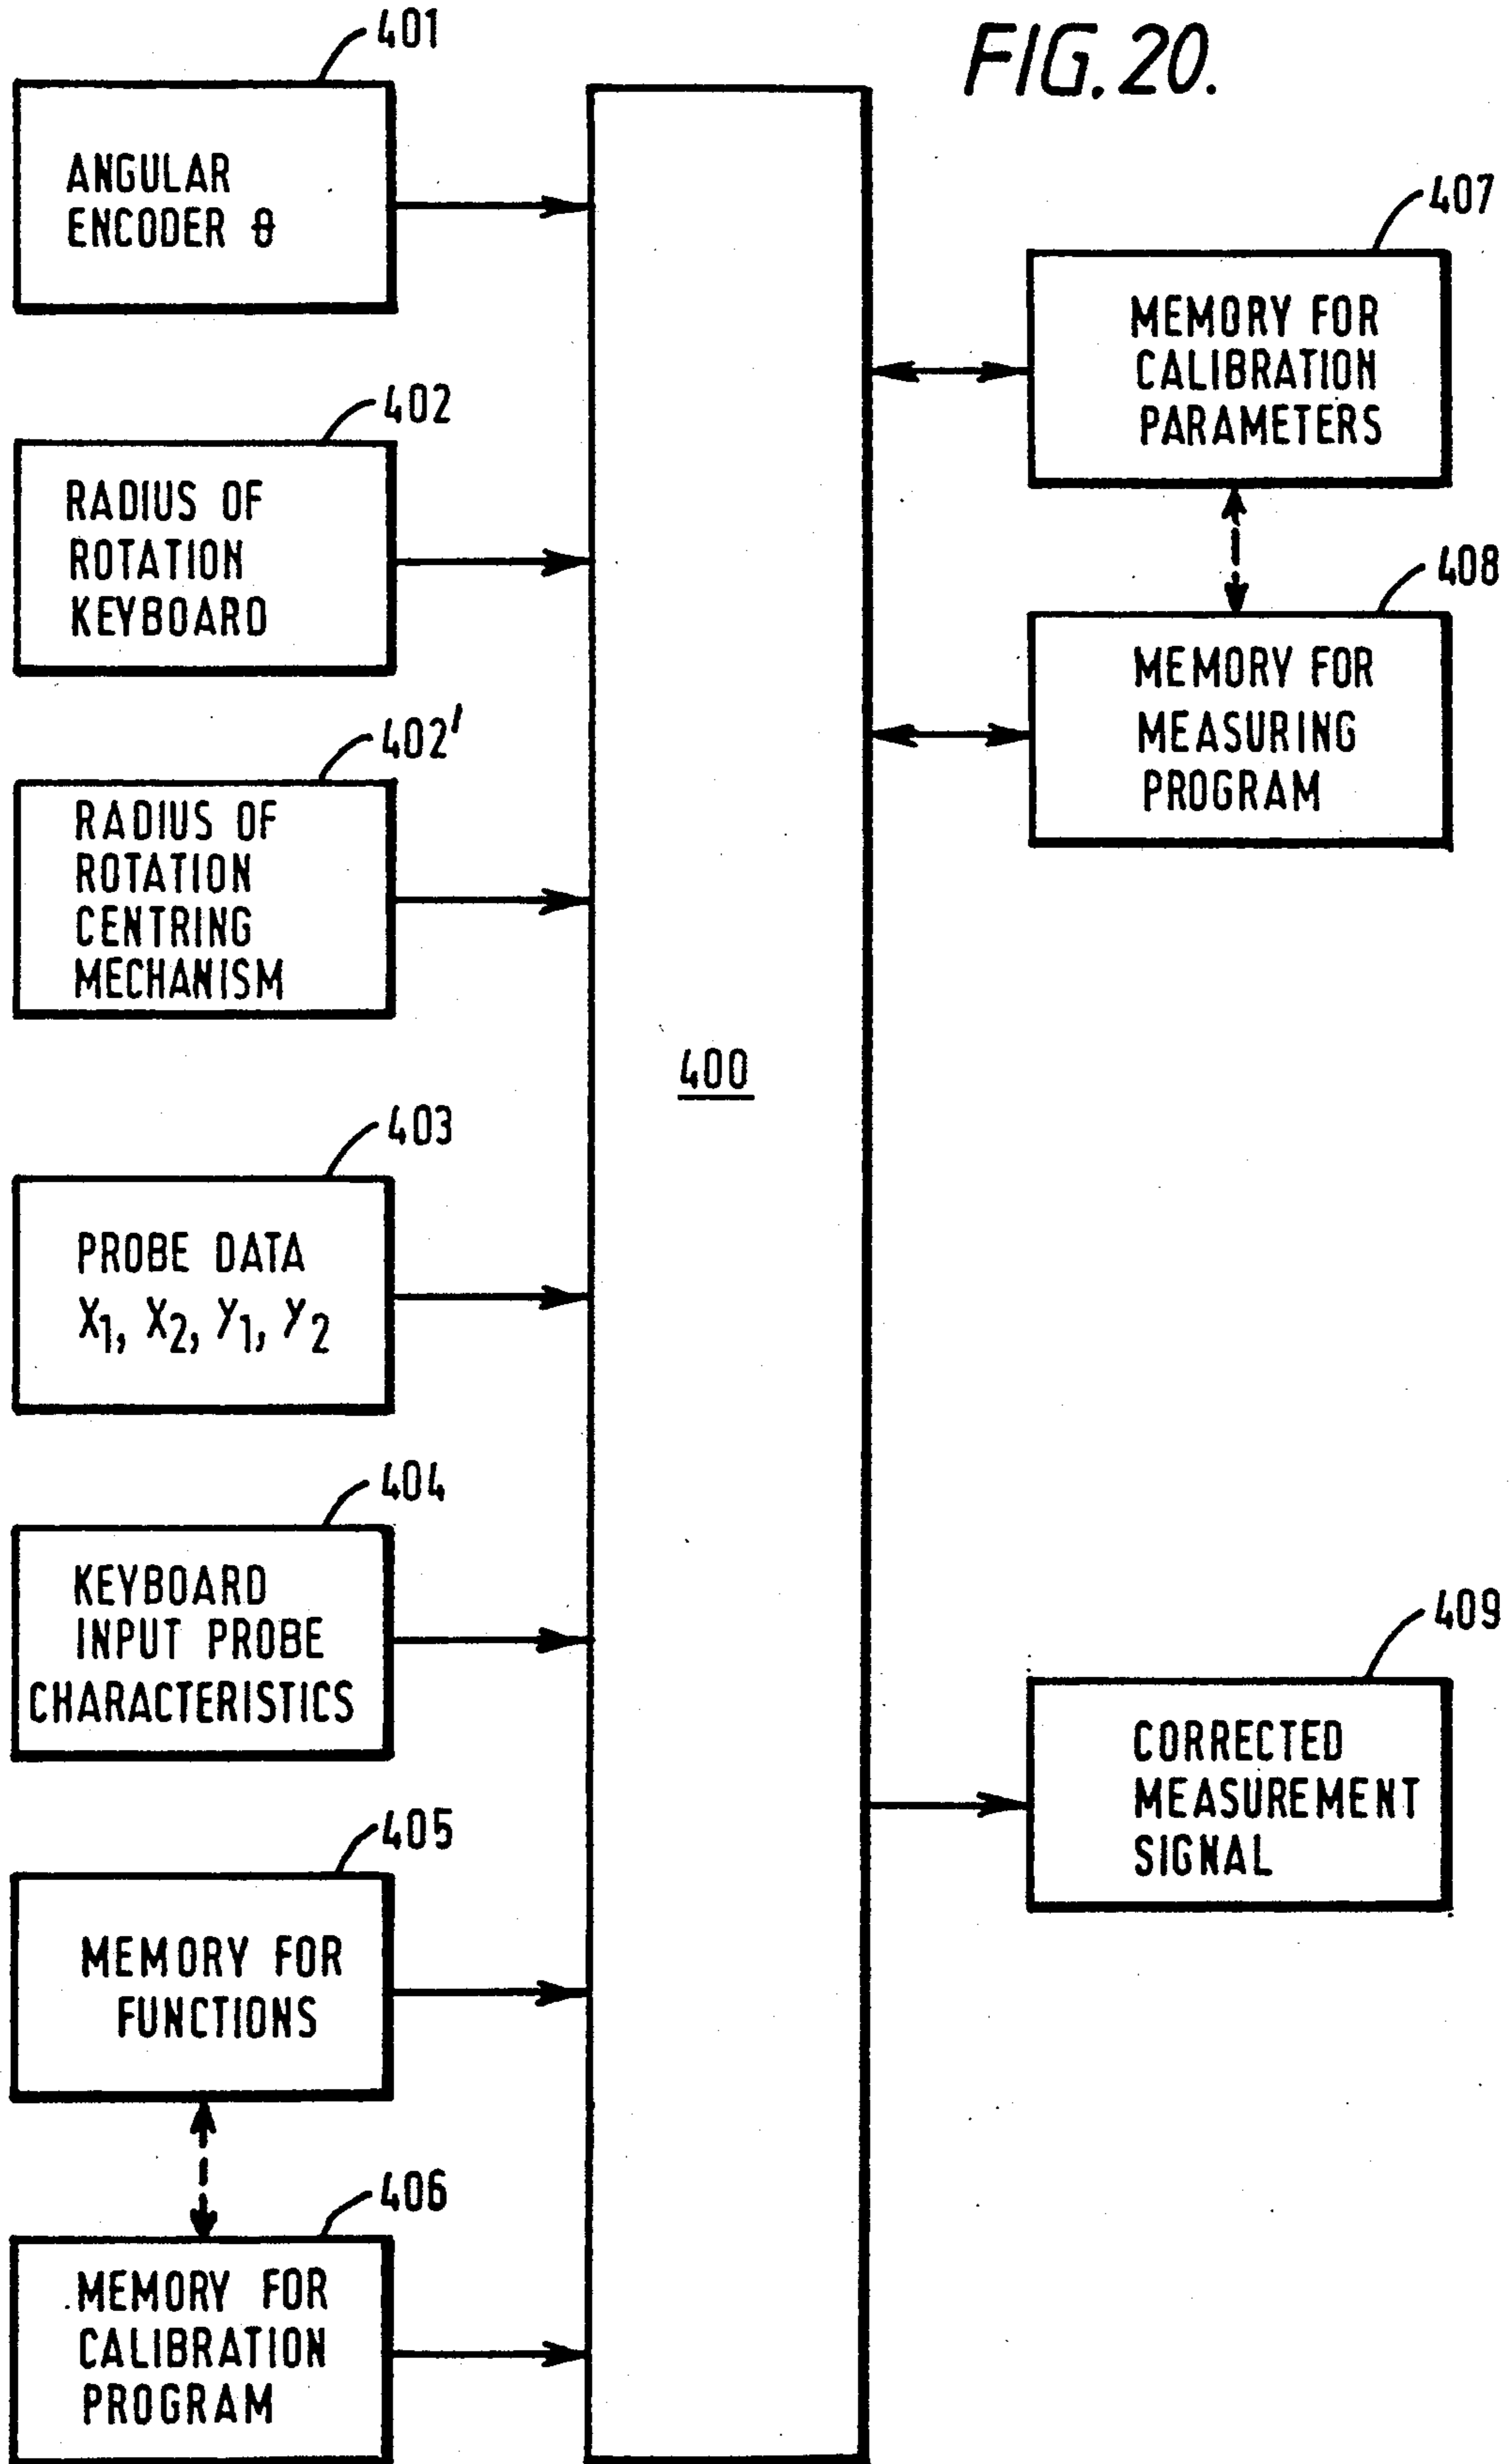 FIG. 20.
401
ANGULAR
ENCODER θ
402
RADIUS OF
ROTATION
KEYBOARD
402'
RADIUS OF
ROTATION
CENTRING
MECHANISM
403
PROBE DATA
X₁, X₂, Y₁, Y₂
404
KEYBOARD
INPUT PROBE
CHARACTERISTICS
405
MEMORY FOR
FUNCTIONS
406
MEMORY FOR
CALIBRATION
PROGRAM
400
407
MEMORY FOR
CALIBRATION
PARAMETERS
408
MEMORY FOR
MEASURING
PROGRAM
409
CORRECTED
MEASUREMENT
SIGNAL